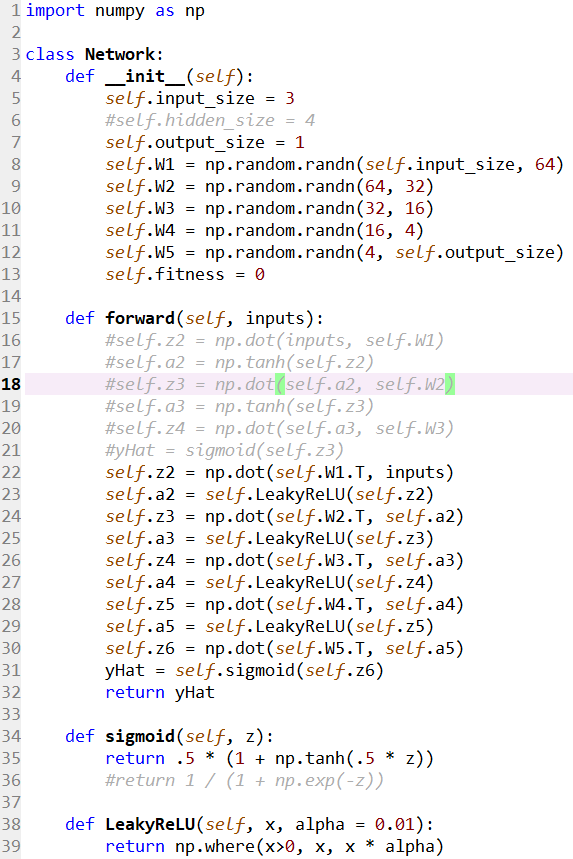 1 import numpy as np
2
3 class Network:
4     def __init__(self):
5         self.input_size = 3
6         #self.hidden_size = 4
7         self.output_size = 1
8         self.W1 = np.random.randn(self.input_size, 64)
9         self.W2 = np.random.randn(64, 32)
10         self.W3 = np.random.randn(32, 16)
11         self.W4 = np.random.randn(16, 4)
12         self.W5 = np.random.randn(4, self.output_size)
13         self.fitness = 0
14
15     def forward(self, inputs):
16         #self.z2 = np.dot(inputs, self.W1)
17         #self.a2 = np.tanh(self.z2)
18         #self.z3 = np.dot(self.a2, self.W2)
19         #self.a3 = np.tanh(self.z3)
20         #self.z4 = np.dot(self.a3, self.W3)
21         #yHat = sigmoid(self.z3)
22         self.z2 = np.dot(self.W1.T, inputs)
23         self.a2 = self.LeakyReLU(self.z2)
24         self.z3 = np.dot(self.W2.T, self.a2)
25         self.a3 = self.LeakyReLU(self.z3)
26         self.z4 = np.dot(self.W3.T, self.a3)
27         self.a4 = self.LeakyReLU(self.z4)
28         self.z5 = np.dot(self.W4.T, self.a4)
29         self.a5 = self.LeakyReLU(self.z5)
30         self.z6 = np.dot(self.W5.T, self.a5)
31         yHat = self.sigmoid(self.z6)
32         return yHat
33
34     def sigmoid(self, z):
35         return .5 * (1 + np.tanh(.5 * z))
36         #return 1 / (1 + np.exp(-z))
37
38     def LeakyReLU(self, x, alpha = 0.01):
39         return np.where(x>0, x, x * alpha)